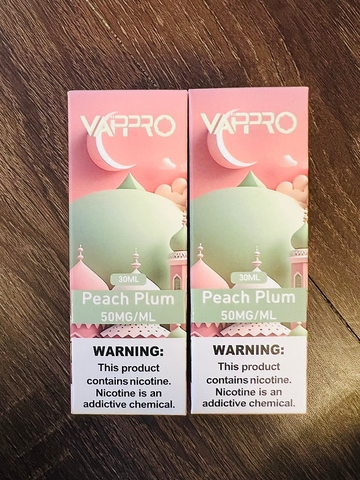 VAPPRO
30ML
Peach Plum
50MG/ML
WARNING:
This product
contains nicotine.
Nicotine is an
addictive chemical.
VAPPRO
30ML
Peach Plum
50MG/ML
WARNING:
This product
contains nicotine.
Nicotine is an
addictive chemical.